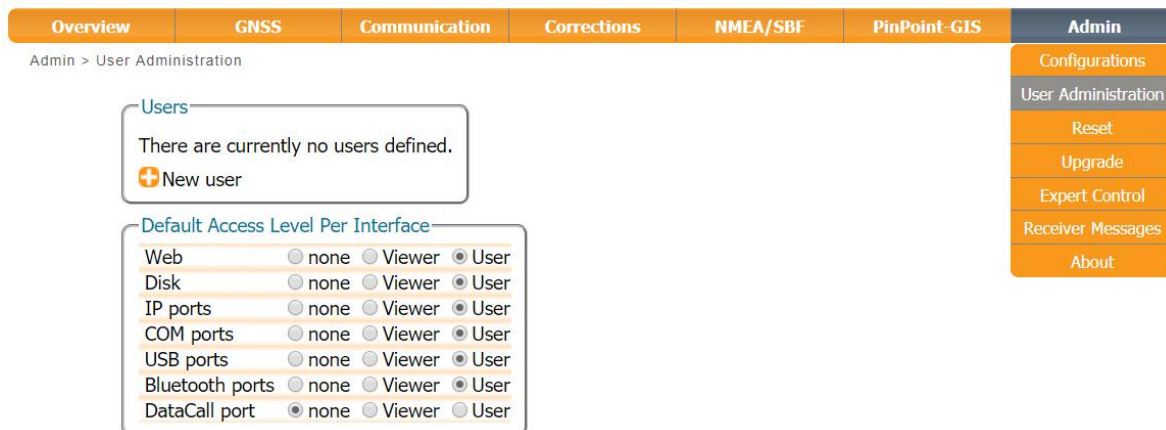 Overview GNSS Communication Corrections NMEA/SBF PinPoint-GIS Admin
Admin > User Administration
Configurations
User Administration
Reset
Upgrade
Expert Control
Receiver Messages
About
Users
There are currently no users defined.
New user
Default Access Level Per Interface
Web none Viewer User
Disk none Viewer User
IP ports none Viewer User
COM ports none Viewer User
USB ports none Viewer User
Bluetooth ports none Viewer User
DataCall port none Viewer User